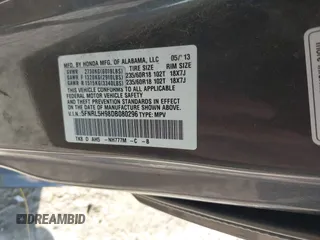 MFD. BY HONDA MFG. OF ALABAMA, LLC 05/'13
TIRE SIZE RIM SIZE
235/60R18 102T 18X7J
235/60R18 102T 18X7J
THIS VEHICLE CONFORMS TO ALL APPLICABLE
FEDERAL MOTOR VEHICLE SAFETY AND THEFT
PREVENTION STANDARDS IN EFFECT ON THE DATE OF
MANUFACTURE SHOWN ABOVE.
5FNRL5H98DB080296 TYPE: MPV
NH777M C B
DREAMBID